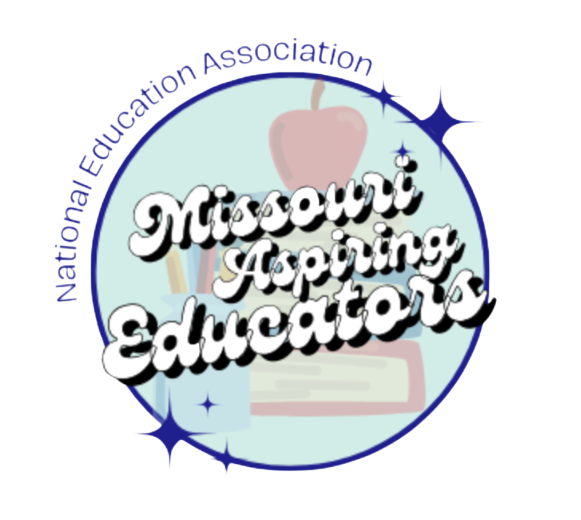 National Education Association
Missouri
Aspiring
Educators